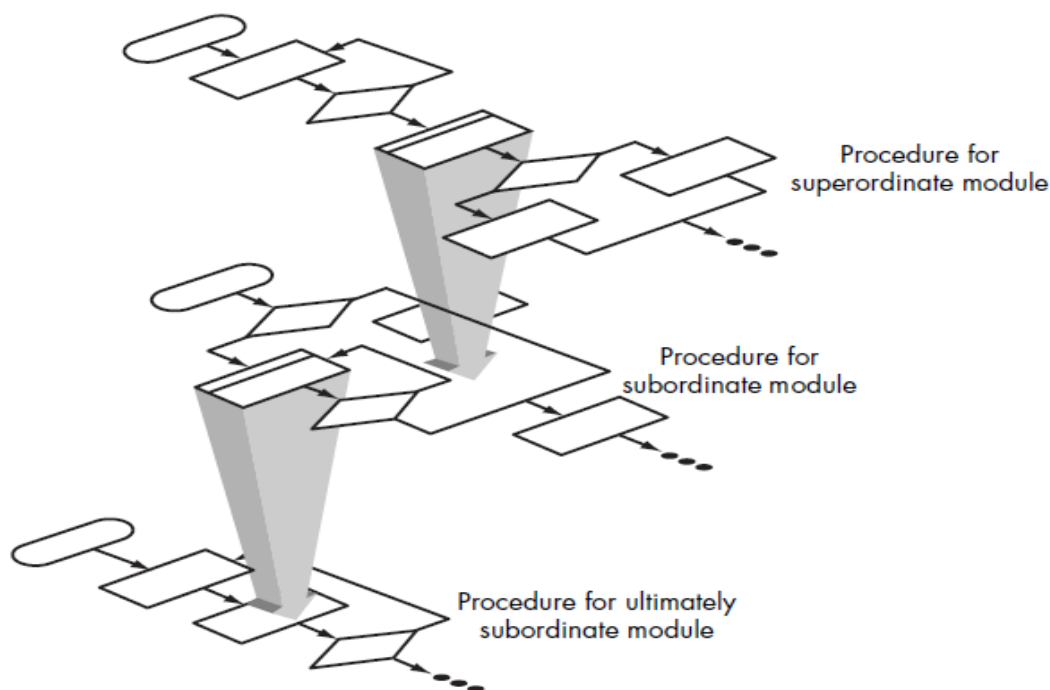 Procedure for
superordinate module
Procedure for
subordinate module
Procedure for ultimately
subordinate module